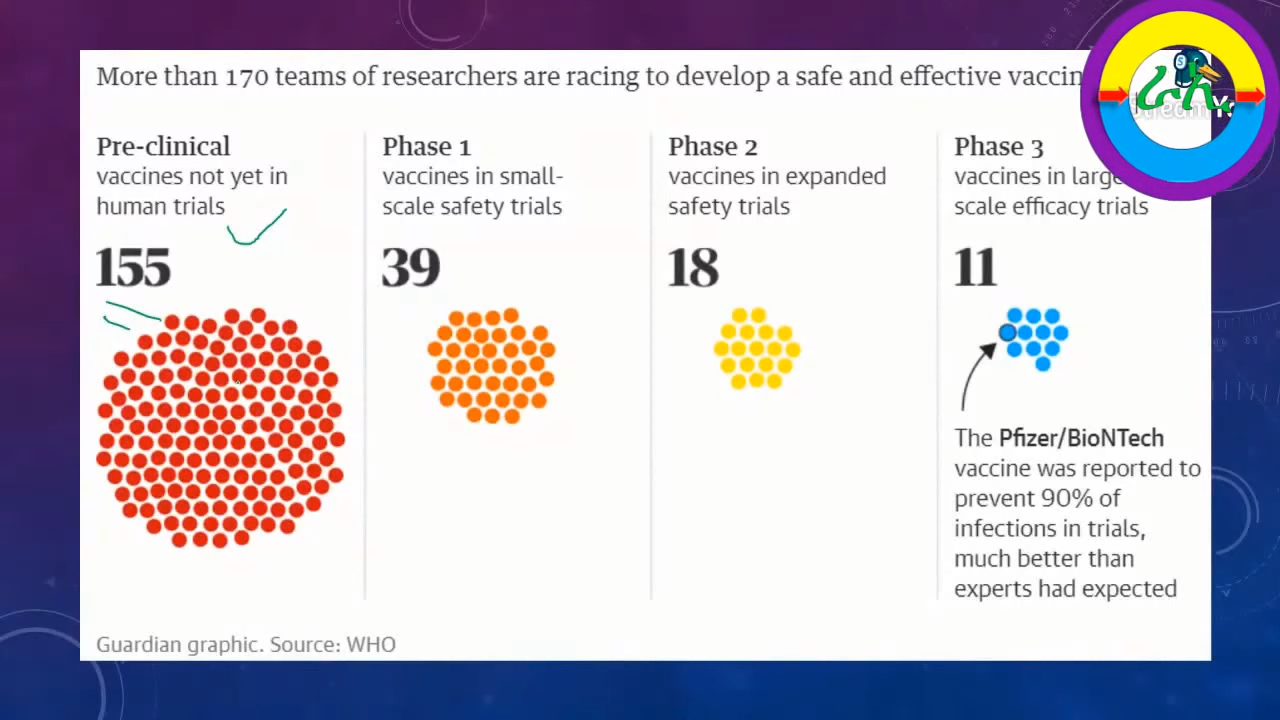 More than 170 teams of researchers are racing to develop a safe and effective
Pre-clinical
vaccines not yet in
human trials
155
Phase 1
vaccines in small-
scale safety trials
39
Phase 2
vaccines in expanded
safety trials
18
Phase 3
vaccines in
scale efficacy trials
11
The Pfizer/BioNTech
vaccine was reported to
prevent 90% of
infections in trials,
much better than
experts had expected
Guardian graphic. Source: WHO